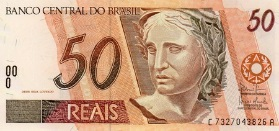 BANCO CENTRAL DO BRASIL
50
50
REAIS
C 7327043826 A